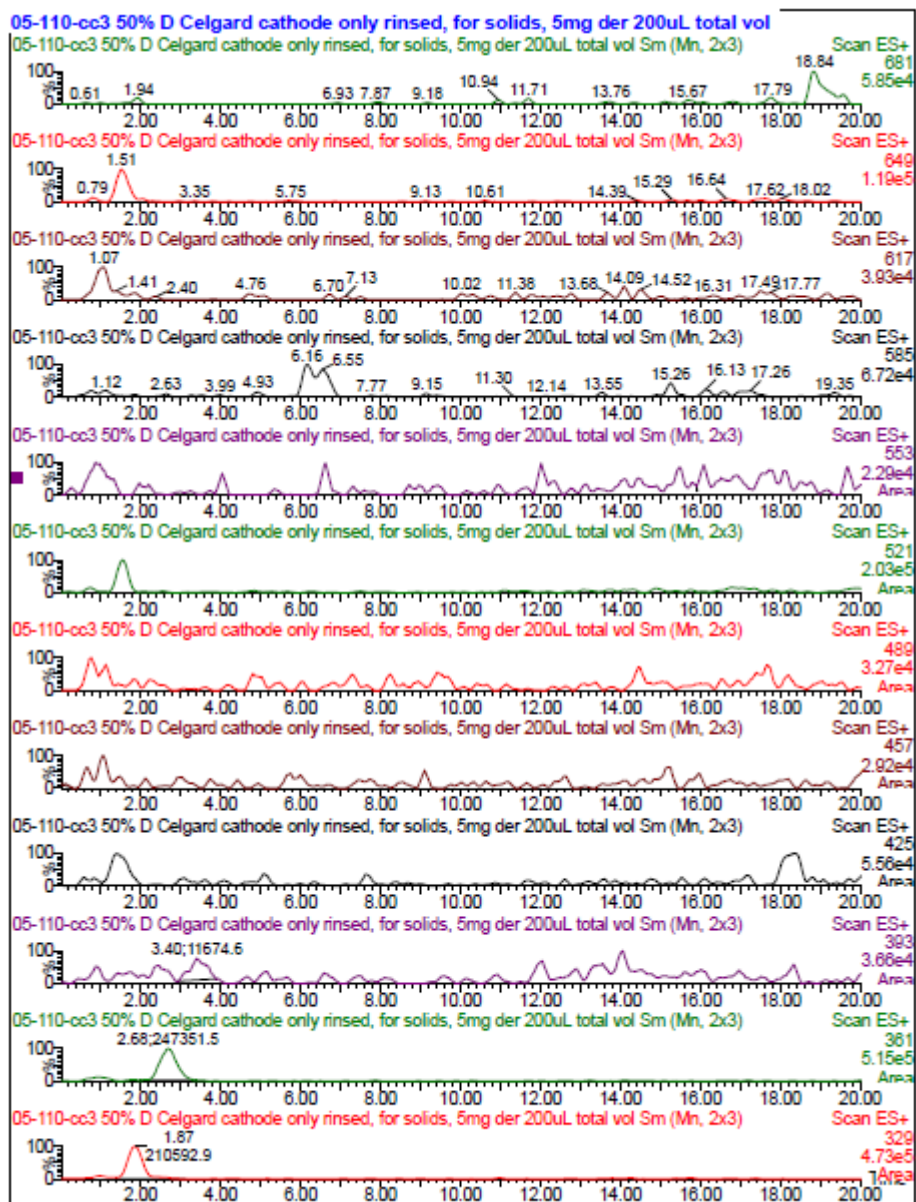 05-110-cc3 50% D Celgard cathode only rinsed, for solids, 5mg der 200uL total vol
05-110-cc3 50% D Celgard cathode only rinsed, for solids, 5mg der 200uL total vol Sm (Mn, 2x3) Scan ES+
681
5.85e4
18.84
100
%
0
0.61 1.94 6.93 7.87 9.18 10.94 11.71 13.76 15.67 17.79
2.00 4.00 6.00 8.00 10.00 12.00 14.00 16.00 18.00 20.00
05-110-cc3 50% D Celgard cathode only rinsed, for solids, 5mg der 200uL total vol Sm (Mn, 2x3) Scan ES+
649
1.19e5
1.51
100
%
0
0.79 3.35 5.75 9.13 10.61 14.39 15.29 16.64 17.62 18.02
2.00 4.00 6.00 8.00 10.00 12.00 14.00 16.00 18.00 20.00
05-110-cc3 50% D Celgard cathode only rinsed, for solids, 5mg der 200uL total vol Sm (Mn, 2x3) Scan ES+
617
3.93e4
1.07
100
%
0
1.41 2.40 4.76 6.70 7.13 10.02 11.38 13.68 14.09 14.52 16.31 17.49 17.77
2.00 4.00 6.00 8.00 10.00 12.00 14.00 16.00 18.00 20.00
05-110-cc3 50% D Celgard cathode only rinsed, for solids, 5mg der 200uL total vol Sm (Mn, 2x3) Scan ES+
585
6.72e4
6.16 6.55
100
%
0
1.12 2.63 3.99 4.93 7.77 9.15 11.30 12.14 13.55 15.26 16.13 17.26 19.35
2.00 4.00 6.00 8.00 10.00 12.00 14.00 16.00 18.00 20.00
05-110-cc3 50% D Celgard cathode only rinsed, for solids, 5mg der 200uL total vol Sm (Mn, 2x3) Scan ES+
553
2.29e4
Area
100
%
0
2.00 4.00 6.00 8.00 10.00 12.00 14.00 16.00 18.00 20.00
05-110-cc3 50% D Celgard cathode only rinsed, for solids, 5mg der 200uL total vol Sm (Mn, 2x3) Scan ES+
521
2.03e5
Area
100
%
0
2.00 4.00 6.00 8.00 10.00 12.00 14.00 16.00 18.00 20.00
05-110-cc3 50% D Celgard cathode only rinsed, for solids, 5mg der 200uL total vol Sm (Mn, 2x3) Scan ES+
489
3.27e4
Area
100
%
0
2.00 4.00 6.00 8.00 10.00 12.00 14.00 16.00 18.00 20.00
05-110-cc3 50% D Celgard cathode only rinsed, for solids, 5mg der 200uL total vol Sm (Mn, 2x3) Scan ES+
457
2.92e4
Area
100
%
0
2.00 4.00 6.00 8.00 10.00 12.00 14.00 16.00 18.00 20.00
05-110-cc3 50% D Celgard cathode only rinsed, for solids, 5mg der 200uL total vol Sm (Mn, 2x3) Scan ES+
425
5.56e4
Area
100
%
0
2.00 4.00 6.00 8.00 10.00 12.00 14.00 16.00 18.00 20.00
05-110-cc3 50% D Celgard cathode only rinsed, for solids, 5mg der 200uL total vol Sm (Mn, 2x3) Scan ES+
393
3.66e4
Area
3.40;11674.6
100
%
0
2.00 4.00 6.00 8.00 10.00 12.00 14.00 16.00 18.00 20.00
05-110-cc3 50% D Celgard cathode only rinsed, for solids, 5mg der 200uL total vol Sm (Mn, 2x3) Scan ES+
361
5.15e5
Area
2.68;247351.5
100
%
0
2.00 4.00 6.00 8.00 10.00 12.00 14.00 16.00 18.00 20.00
05-110-cc3 50% D Celgard cathode only rinsed, for solids, 5mg der 200uL total vol Sm (Mn, 2x3) Scan ES+
329
4.73e5
Area
1.87
210592.9
100
%
0
2.00 4.00 6.00 8.00 10.00 12.00 14.00 16.00 18.00 20.00